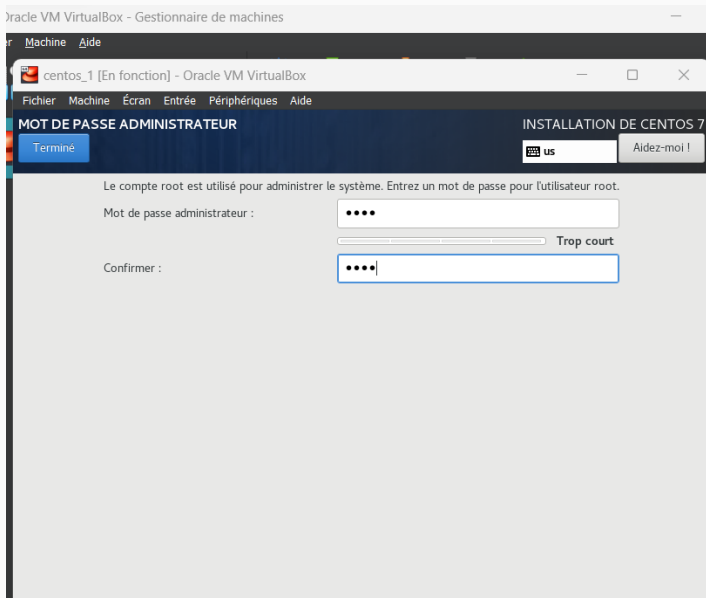 Oracle VM VirtualBox - Gestionnaire de machines
Machine Aide
centos_1 [En fonction] - Oracle VM VirtualBox
Fichier Machine Écran Entrée Périphériques Aide
MOT DE PASSE ADMINISTRATEUR INSTALLATION DE CENTOS 7
Terminé us Aidez-moi !
Le compte root est utilisé pour administrer le système. Entrez un mot de passe pour l'utilisateur root.
Mot de passe administrateur : ••••
Trop court
Confirmer : ••••